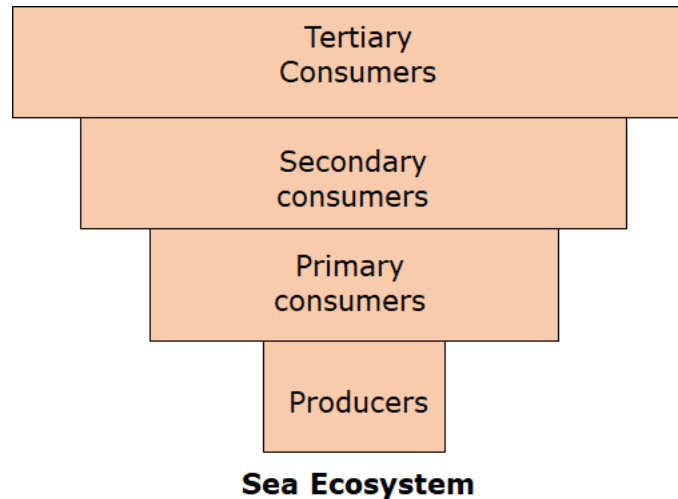 Tertiary
Consumers
Secondary
consumers
Primary
consumers
Producers
Sea Ecosystem